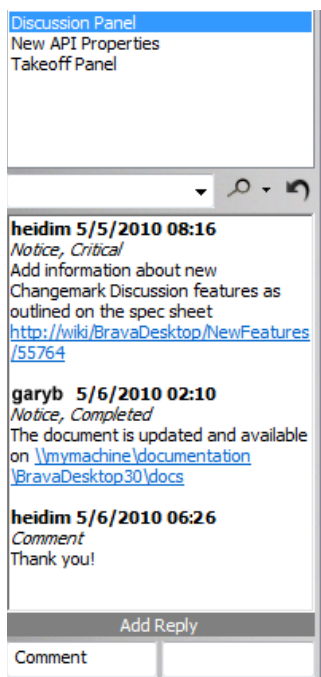 Discussion Panel
New API Properties
Takeoff Panel
heidim 5/5/2010 08:16
Notice, Critical
Add information about new
Changemark Discussion features as
outlined on the spec sheet
http://wiki/BravaDesktop/NewFeatures
/55764
garyb 5/6/2010 02:10
Notice, Completed
The document is updated and available
on \\mymachine\documentation
\BravaDesktop30\docs
heidim 5/6/2010 06:26
Comment
Thank you!
Add Reply
Comment